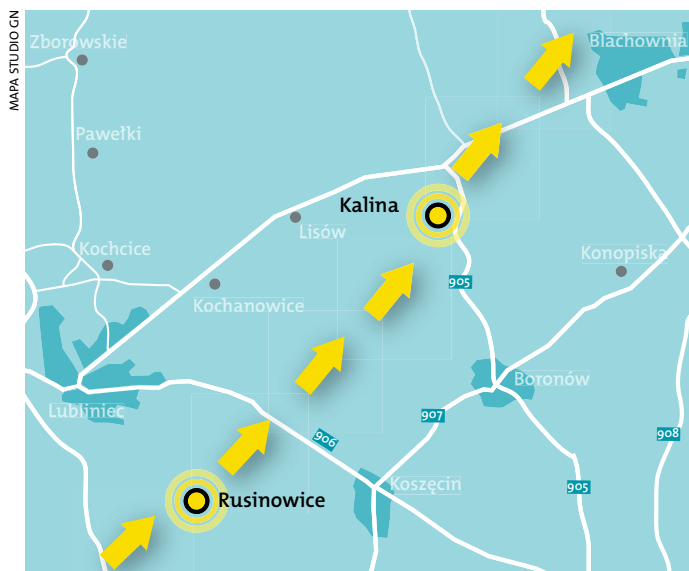 MAPA STUDIO GN
Zborowskie
Blachownia
Pawełki
Kalina
Lisów
Kochcice
Konopiska
905
Kochanowice
Boronów
Lubliniec
907
906
908
Koszęcin
905
Rusinowice